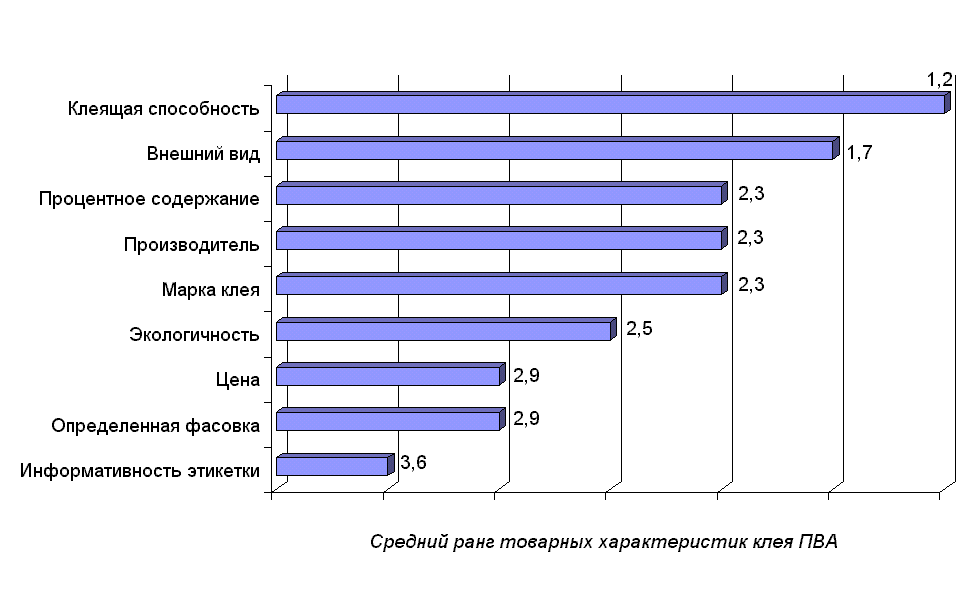 1,2
Клеящая способность
Внешний вид 1,7
Процентное содержание 2,3
Производитель 2,3
Марка клея 2,3
Экологичность 2,5
Цена 2,9
Определенная фасовка 2,9
Информативность этикетки 3,6
Средний ранг товарных характеристик клея ПВА